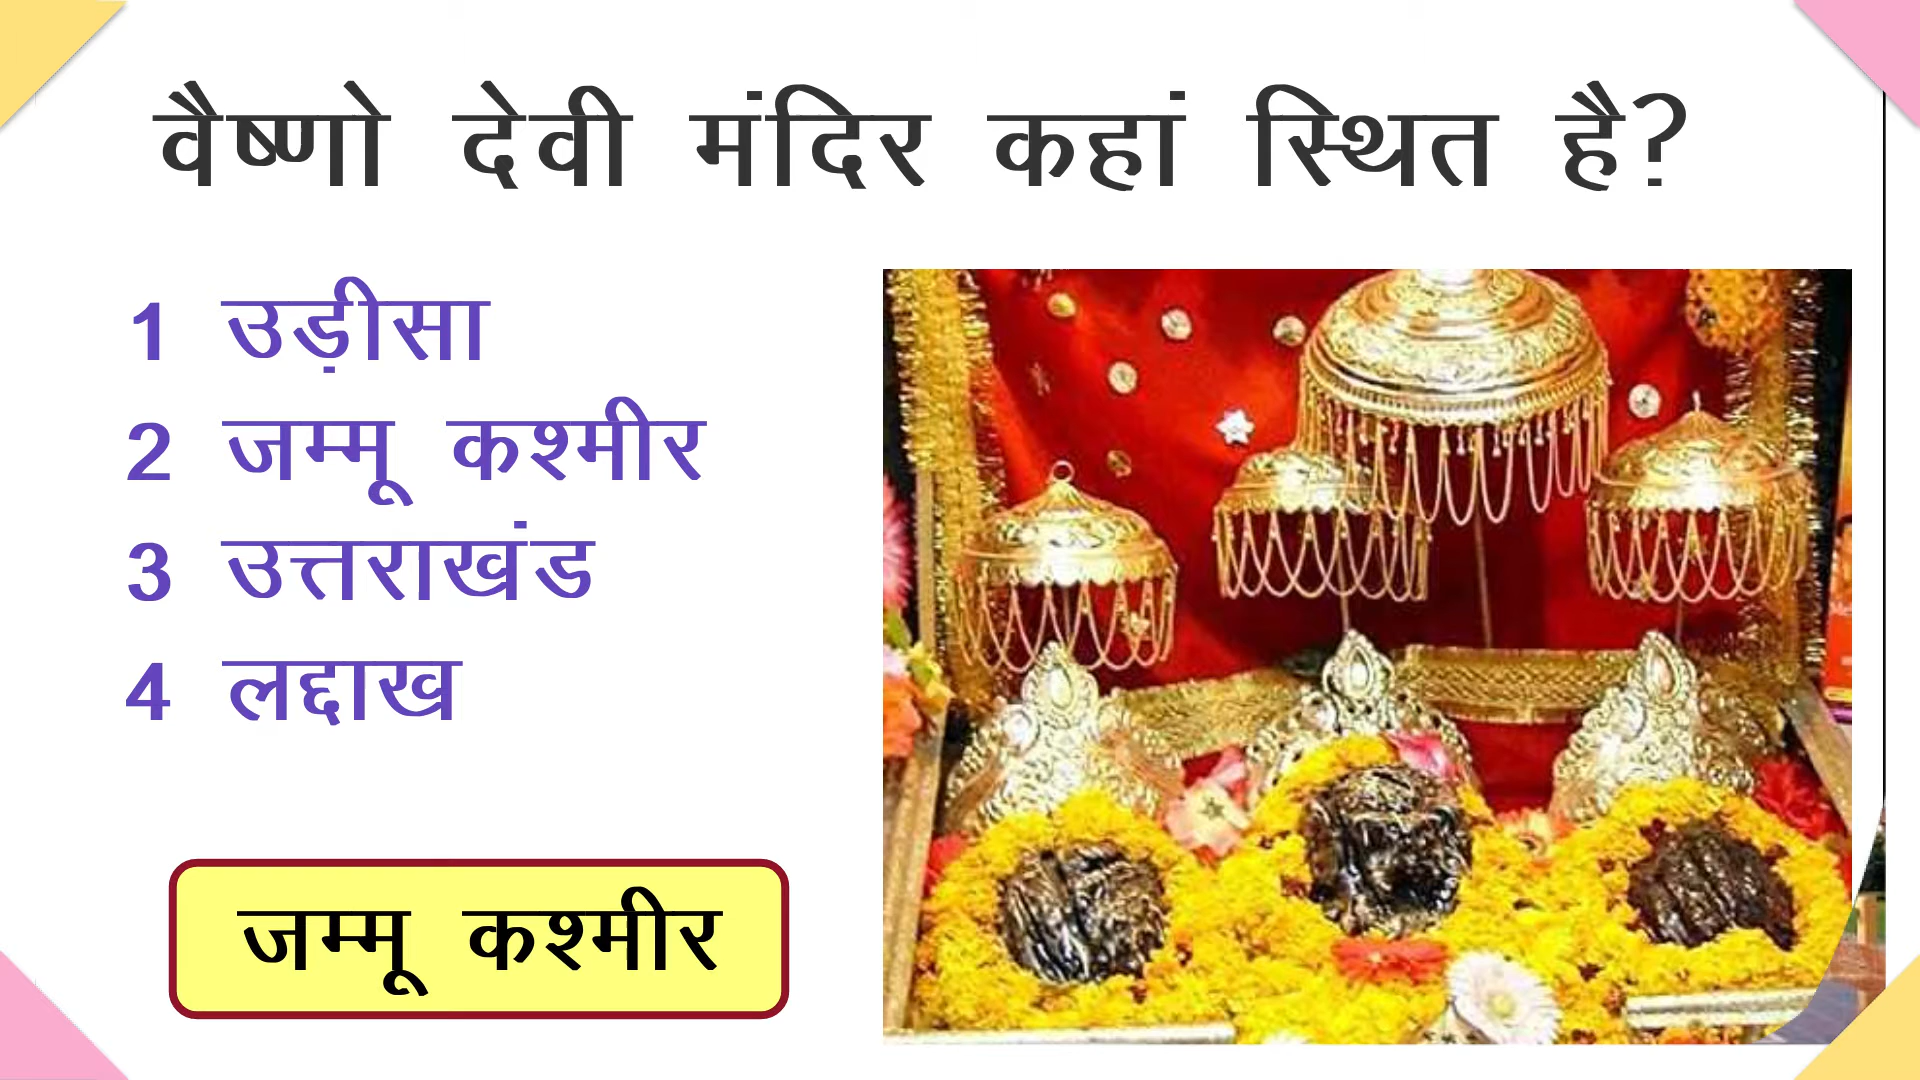 वैष्णो देवी मंदिर कहां स्थित है?
1 उड़ीसा
2 जम्मू कश्मीर
3 उत्तराखंड
4 लद्दाख
जम्मू कश्मीर